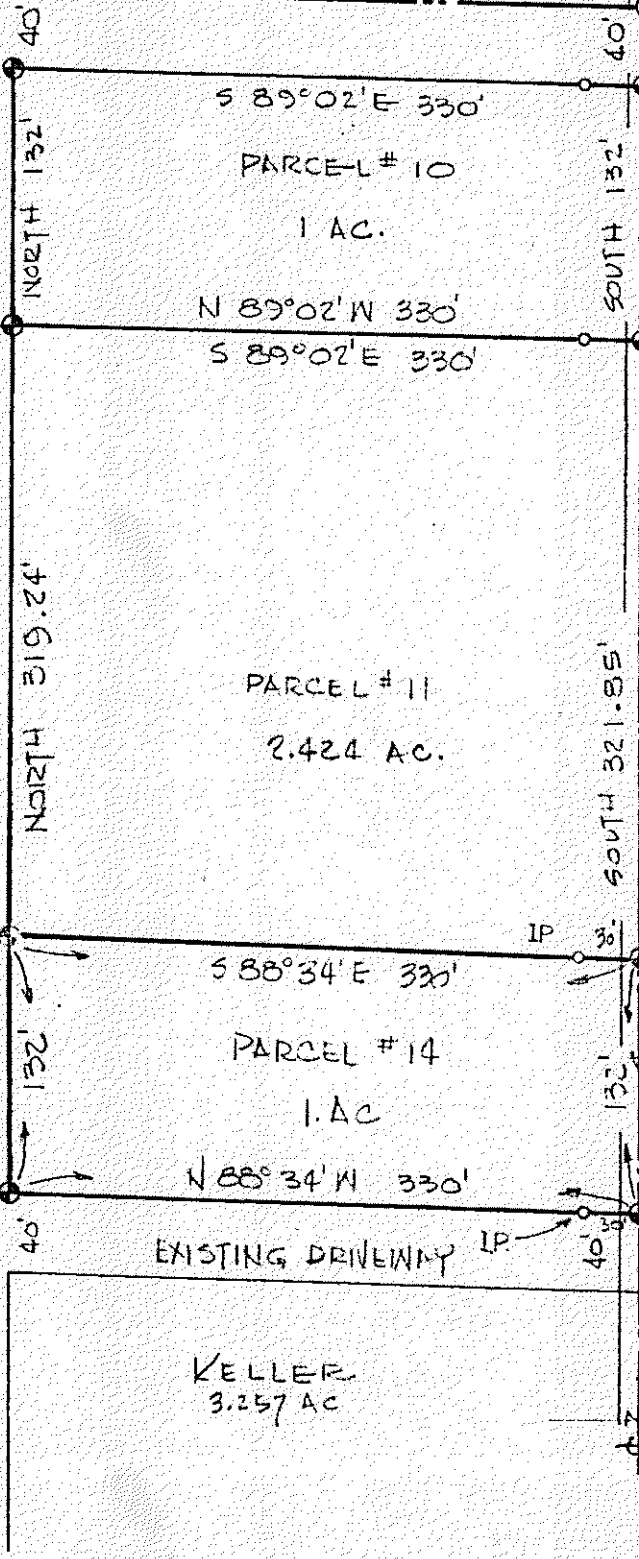 40'
40'
S 89°02' E 330'
NORTH 132'
SOUTH 132'
PARCEL # 10
1 AC.
N 89°02' W 330'
S 89°02' E 330'
NORTH 319.24'
SOUTH 321.85'
PARCEL # 11
2.424 AC.
IP
30'
S 88°34' E 330'
132'
132'
PARCEL # 14
1. AC
N 88°34' W 330'
40'
EXISTING DRIVEWAY
I.P.
40'
30'
KELLER
3.257 AC